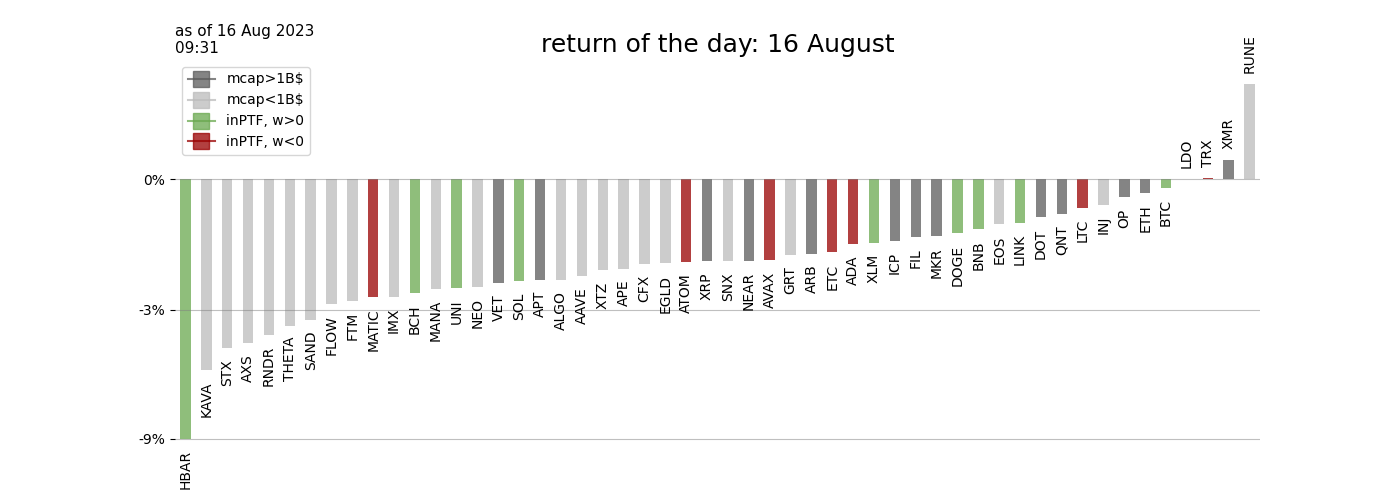 as of 16 Aug 2023
09:31
return of the day: 16 August
mcap>1B$
mcap<1B$
inPTF, w>0
inPTF, w<0
0%
-3%
-9%
HBAR
KAVA
STX
AXS
RNDR
THETA
SAND
FLOW
FTM
MATIC
IMX
BCH
MANA
UNI
NEO
VET
SOL
APT
ALGO
AAVE
XTZ
APE
CFX
EGLD
ATOM
XRP
SNX
NEAR
AVAX
GRT
ARB
ETC
ADA
XLM
ICP
FIL
MKR
DOGE
BNB
EOS
LINK
DOT
QNT
LTC
INJ
OP
ETH
BTC
LDO
TRX
XMR
RUNE